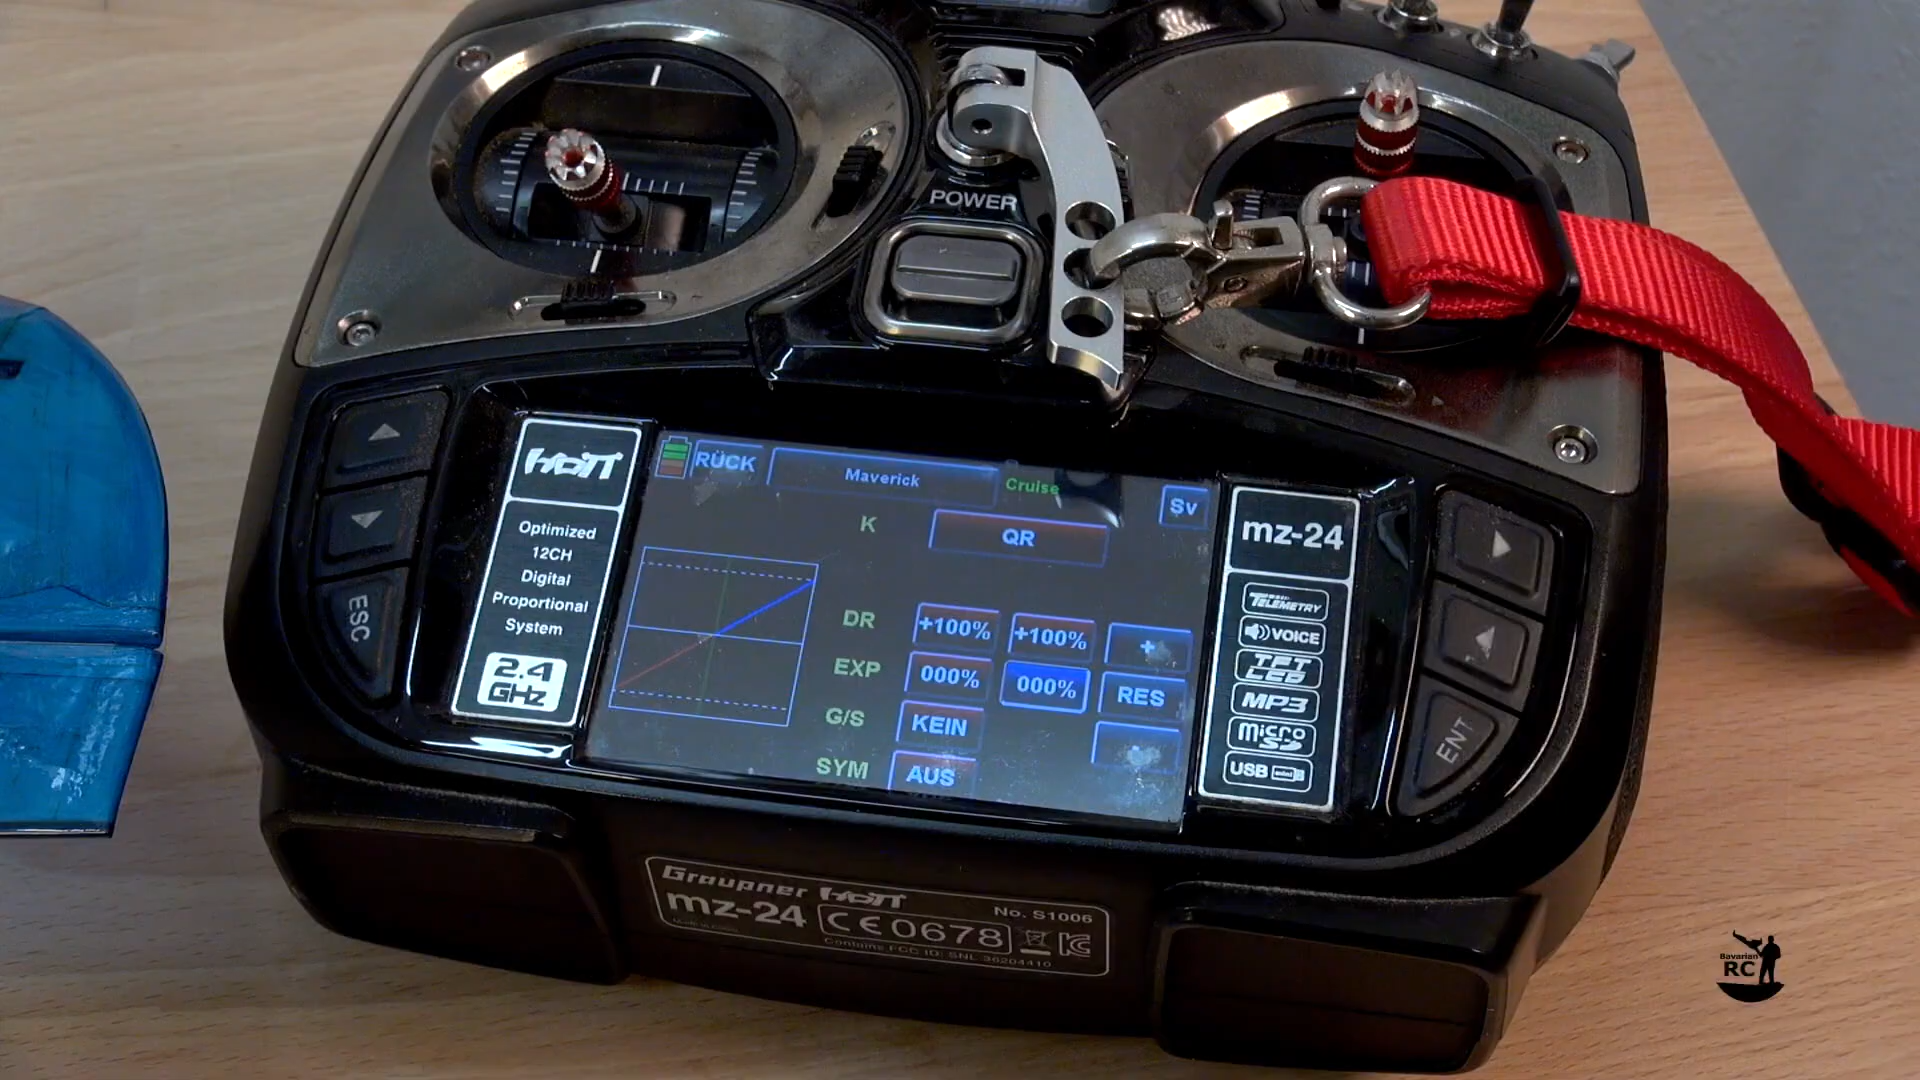 POWER
HoTT
Optimized
12CH
Digital
Proportional
System
2.4
GHz
RÜCK
Maverick
Cruise
Sv
K
QR
DR
+100%
+100%
+
EXP
000%
000%
RES
G/S
KEIN
SYM
AUS
mz-24
TELEMETRY
VOICE
TFT
LCD
MP3
micro
SD
USB
ESC
ENT
Graupner HoTT
mz-24
No. S1006
CE0678
Contains FCC ID: SNL 36204410
Bavarian
RC